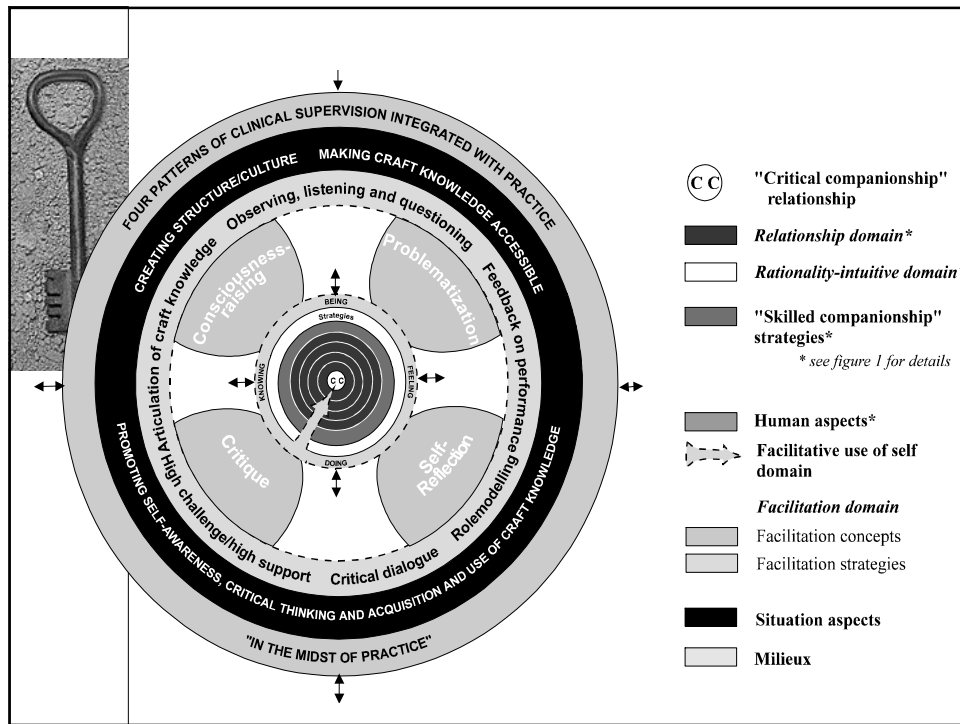 FOUR PATTERNS OF CLINICAL SUPERVISION INTEGRATED WITH PRACTICE
CREATING STRUCTURE/CULTURE
MAKING CRAFT KNOWLEDGE ACCESSIBLE
PROMOTING SELF-AWARENESS, CRITICAL THINKING AND ACQUISITION AND USE OF CRAFT KNOWLEDGE
Observing, listening and questioning
Feedback on performance
Rolemodelling
Critical dialogue
High challenge/high support
Articulation of craft knowledge
Consciousness-
raising
Problematization
Critique
Self-
Reflection
BEING
Strategies
KNOWING
FEELING
C C
DOING
"IN THE MIDST OF PRACTICE"
C C
"Critical companionship"
relationship
Relationship domain*
Rationality-intuitive domain*
"Skilled companionship"
strategies*
* see figure 1 for details
Human aspects*
Facilitative use of self
domain
Facilitation domain
Facilitation concepts
Facilitation strategies
Situation aspects
Milieux